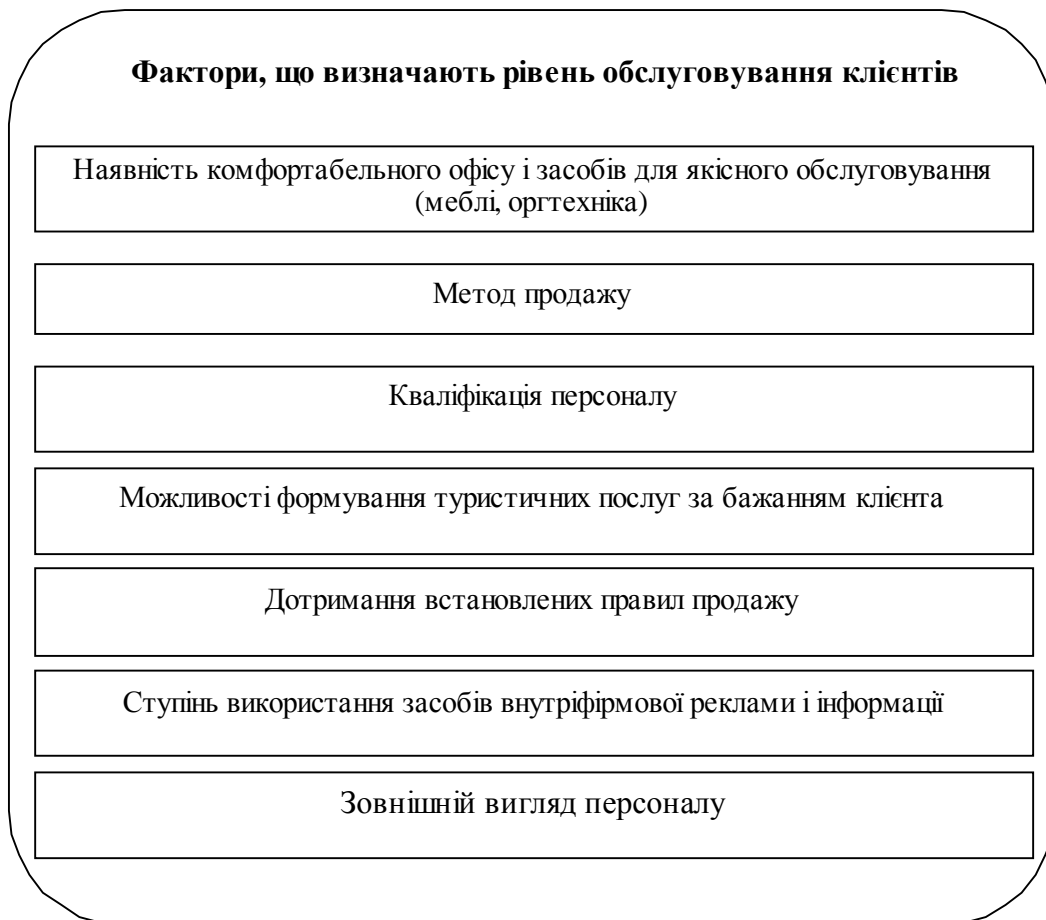 Фактори, що визначають рівень обслуговування клієнтів
Наявність комфортабельного офісу і засобів для якісного обслуговування
(меблі, оргтехніка)
Метод продажу
Кваліфікація персоналу
Можливості формування туристичних послуг за бажанням клієнта
Дотримання встановлених правил продажу
Ступінь використання засобів внутріфірмової реклами і інформації
Зовнішній вигляд персоналу